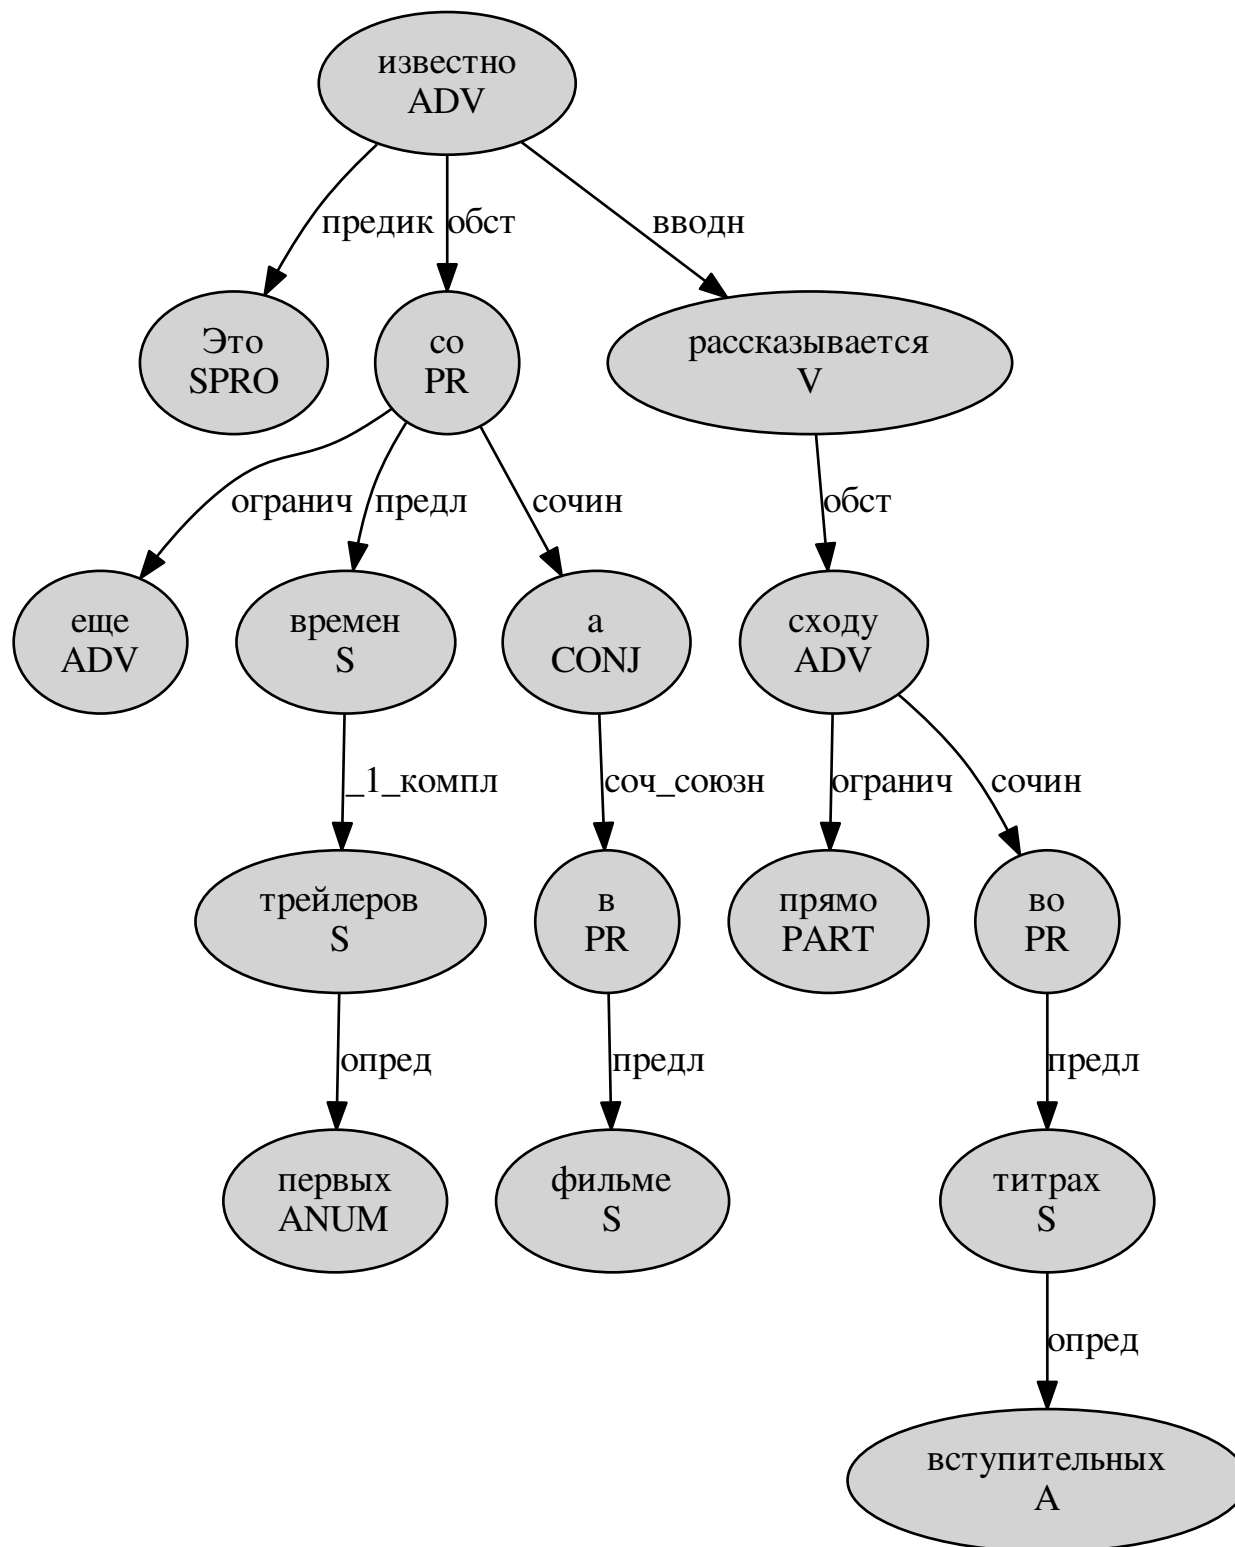 известно
ADV
предик
обст
вводн
Это
SPRO
со
PR
рассказывается
V
огранич
предл
сочин
обст
еще
ADV
времен
S
а
CONJ
сходу
ADV
_1_компл
соч_союзн
огранич
сочин
трейлеров
S
в
PR
прямо
PART
во
PR
опред
предл
предл
первых
ANUM
фильме
S
титрах
S
опред
вступительных
A